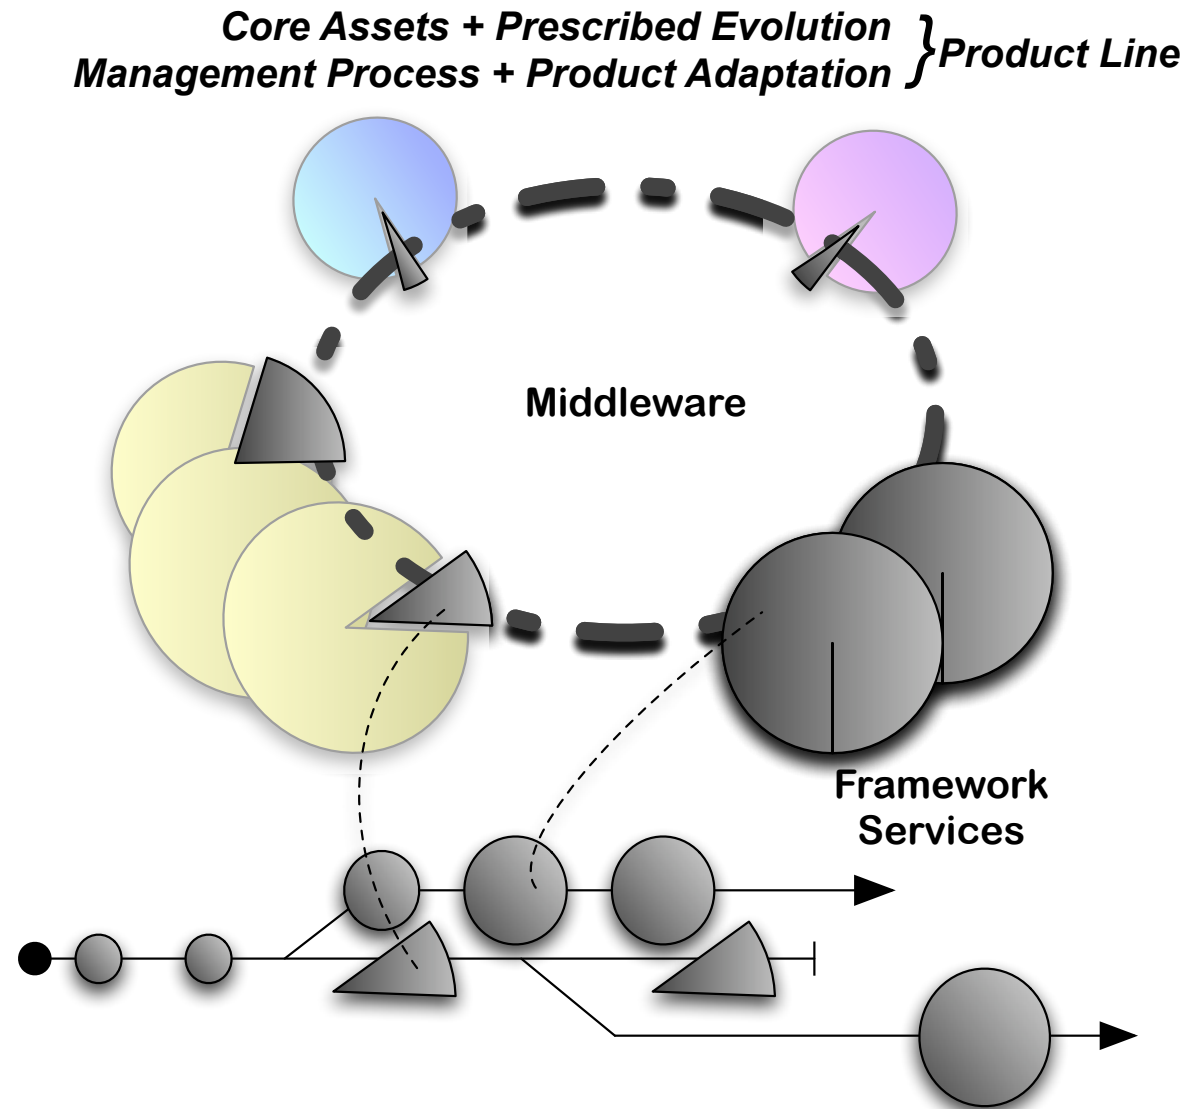 Core Assets + Prescribed Evolution
Management Process + Product Adaptation
} Product Line
Middleware
Framework
Services